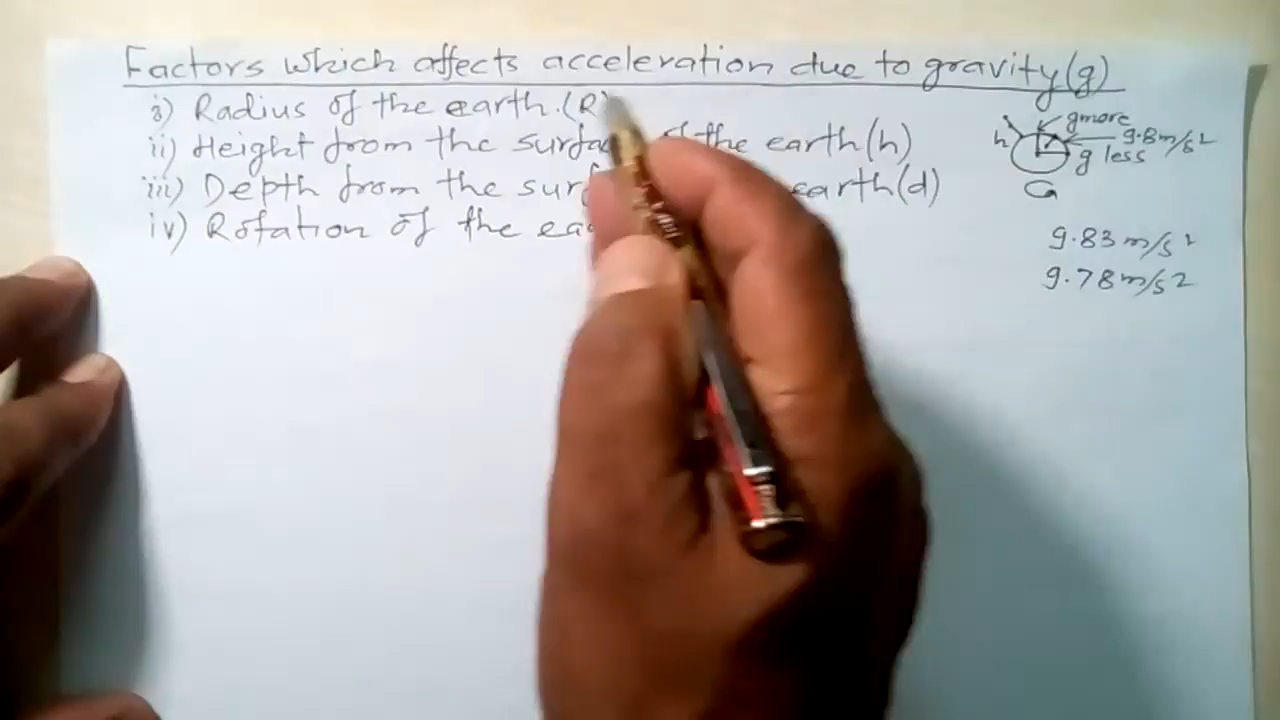 Factors which affects acceleration due to gravity (g)
i) Radius of the earth. (R)
ii) Height from the surfa the earth (h)
iii) Depth from the sur earth (d)
iv) Rotation of the ea
g more
h
9.8 m/s²
g less
G
9.83 m/s²
9.78 m/s²